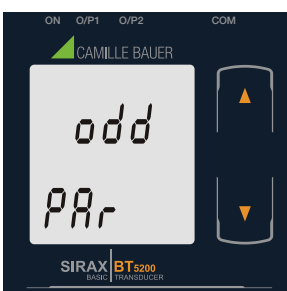 ON O/P1 O/P2 COM
CAMILLE BAUER
odd
PAr
SIRAX BT5200
BASIC TRANSDUCER